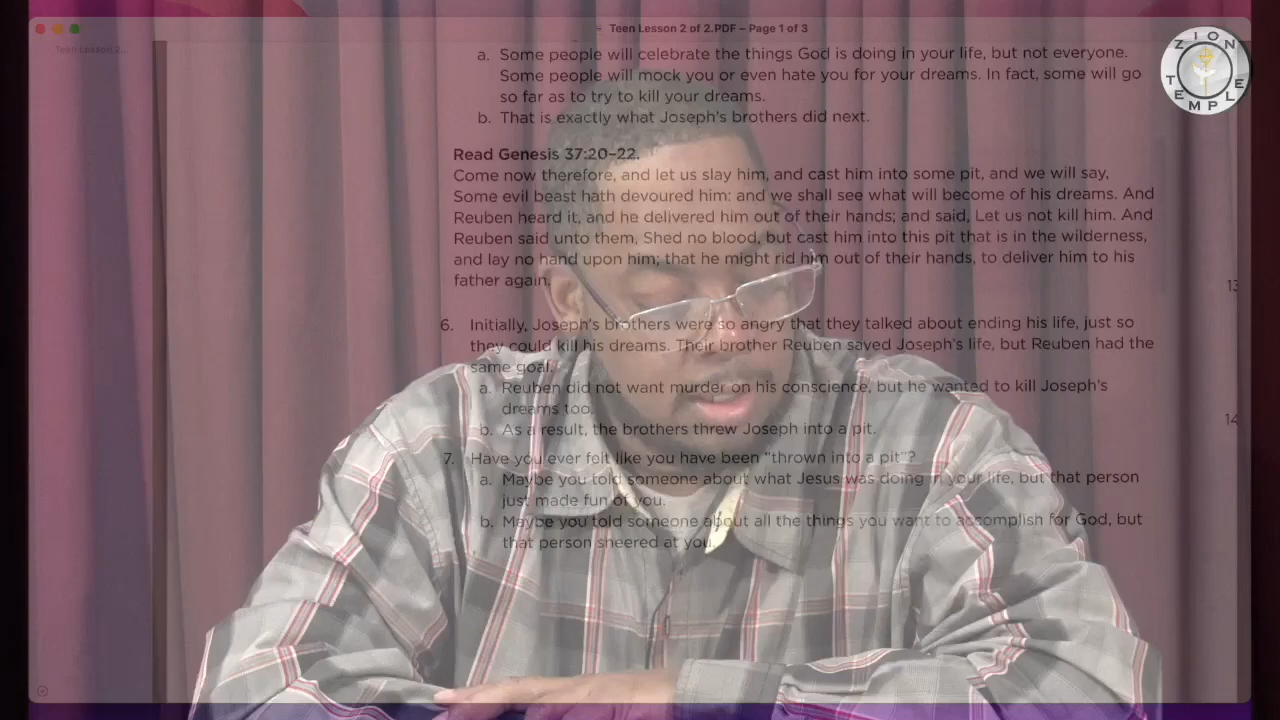 Teen Lesson 2 of 2.PDF – Page 1 of 3
Teen Lesson 2...
ZION
TEMPLE
a. Some people will celebrate the things God is doing in your life, but not everyone.
Some people will mock you or even hate you for your dreams. In fact, some will go
so far as to try to kill your dreams.
b. That is exactly what Joseph's brothers did next.
Read Genesis 37:20–22.
Come now therefore, and let us slay him, and cast him into some pit, and we will say,
Some evil beast hath devoured him: and we shall see what will become of his dreams. And
Reuben heard it, and he delivered him out of their hands; and said, Let us not kill him. And
Reuben said unto them, Shed no blood, but cast him into this pit that is in the wilderness,
and lay no hand upon him; that he might rid him out of their hands, to deliver him to his
father again.
13
6. Initially, Joseph's brothers were so angry that they talked about ending his life, just so
they could kill his dreams. Their brother Reuben saved Joseph's life, but Reuben had the
same goal.
a. Reuben did not want murder on his conscience, but he wanted to kill Joseph's
dreams too.
14
b. As a result, the brothers threw Joseph into a pit.
7. Have you ever felt like you have been "thrown into a pit"?
a. Maybe you told someone about what Jesus was doing in your life, but that person
just made fun of you.
b. Maybe you told someone about all the things you want to accomplish for God, but
that person sneered at you